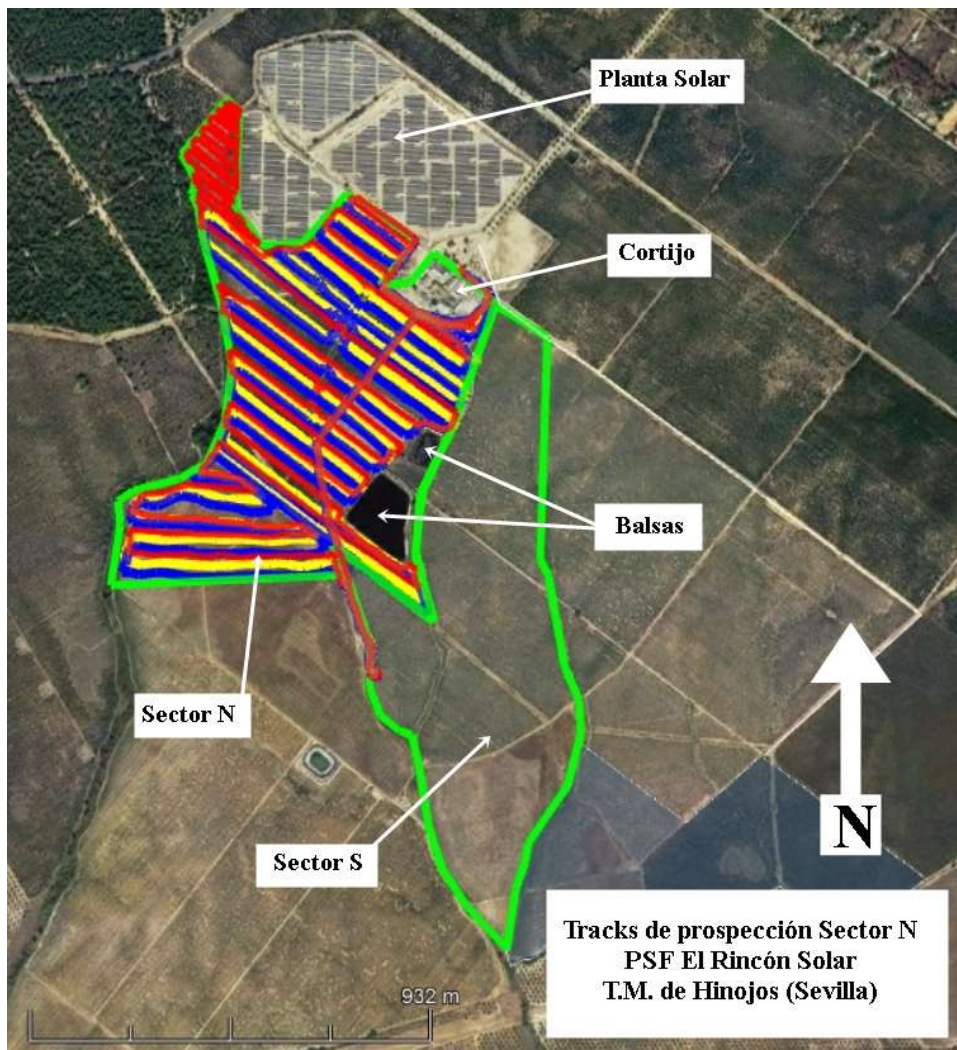 Planta Solar
Cortijo
Balsas
Sector N
Sector S
N
Tracks de prospección Sector N
PSF El Rincón Solar
T.M. de Hinojos (Sevilla)
932 m